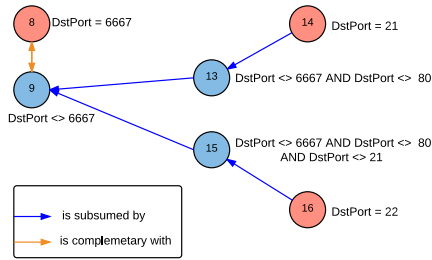 8 DstPort = 6667
14 DstPort = 21
13 DstPort <> 6667 AND DstPort <> 80
9
DstPort <> 6667
15 DstPort <> 6667 AND DstPort <> 80
AND DstPort <> 21
16 DstPort = 22
is subsumed by
is complemetary with